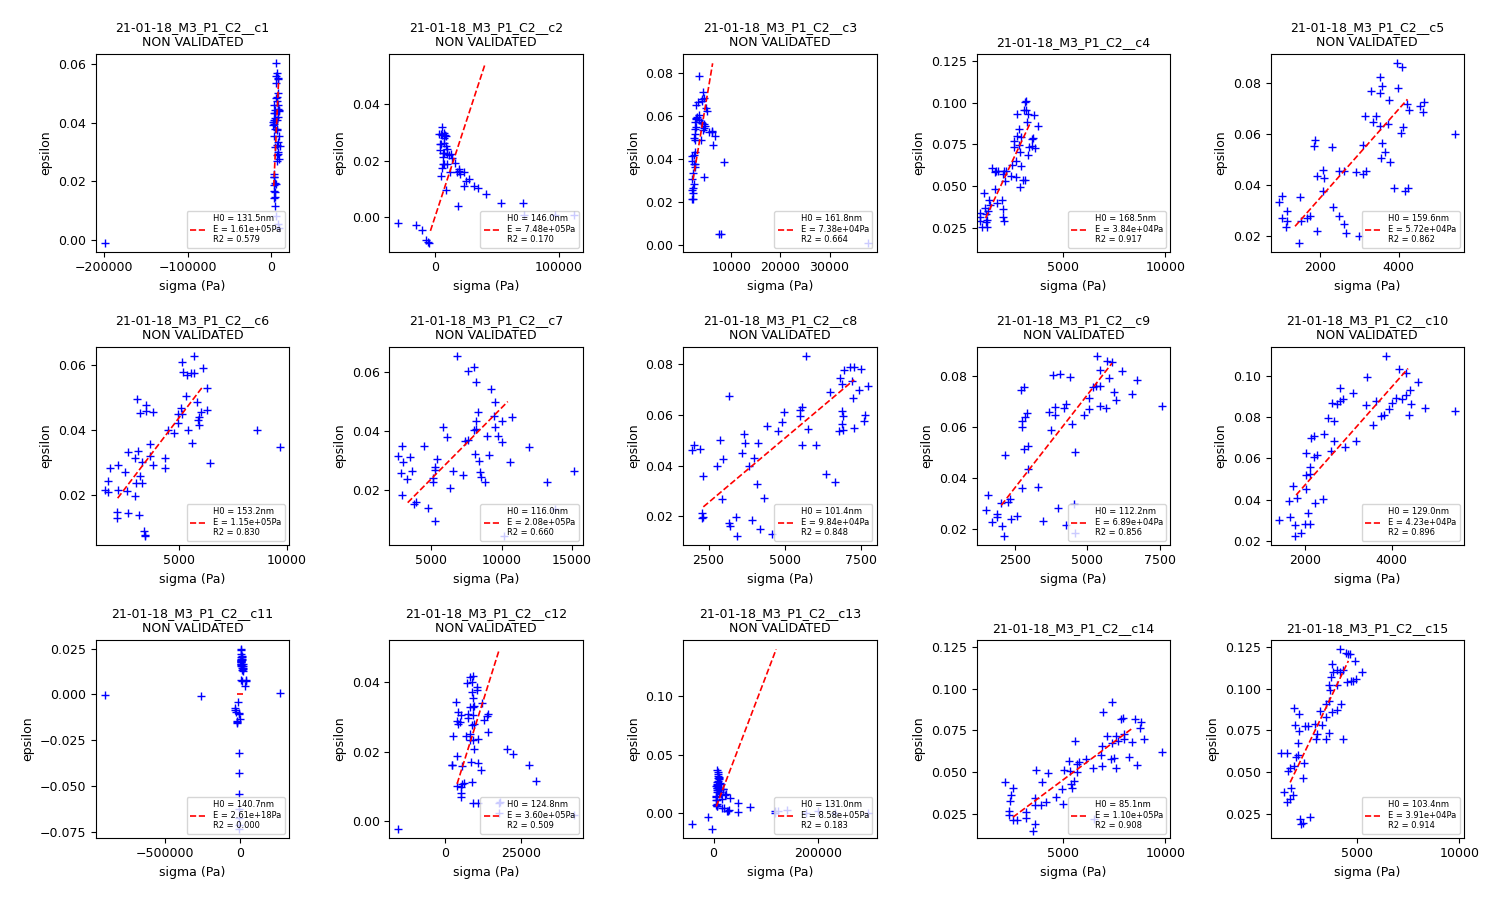 21-01-18_M3_P1_C2__c1
NON VALIDATED
epsilon
0.06
0.04
0.02
0.00
−200000
−100000
0
sigma (Pa)
H0 = 131.5nm
E = 1.61e+05Pa
R2 = 0.579
21-01-18_M3_P1_C2__c2
NON VALIDATED
epsilon
0.04
0.02
0.00
0
100000
sigma (Pa)
H0 = 146.0nm
E = 7.48e+05Pa
R2 = 0.170
21-01-18_M3_P1_C2__c3
NON VALIDATED
epsilon
0.08
0.06
0.04
0.02
0.00
10000
20000
30000
sigma (Pa)
H0 = 161.8nm
E = 7.38e+04Pa
R2 = 0.664
21-01-18_M3_P1_C2__c4
epsilon
0.125
0.100
0.075
0.050
0.025
5000
10000
sigma (Pa)
H0 = 168.5nm
E = 3.84e+04Pa
R2 = 0.917
21-01-18_M3_P1_C2__c5
NON VALIDATED
epsilon
0.08
0.06
0.04
0.02
2000
4000
sigma (Pa)
H0 = 159.6nm
E = 5.72e+04Pa
R2 = 0.862
21-01-18_M3_P1_C2__c6
NON VALIDATED
epsilon
0.06
0.04
0.02
5000
10000
sigma (Pa)
H0 = 153.2nm
E = 1.15e+05Pa
R2 = 0.830
21-01-18_M3_P1_C2__c7
NON VALIDATED
epsilon
0.06
0.04
0.02
5000
10000
15000
sigma (Pa)
H0 = 116.0nm
E = 2.08e+05Pa
R2 = 0.660
21-01-18_M3_P1_C2__c8
NON VALIDATED
epsilon
0.08
0.06
0.04
0.02
2500
5000
7500
sigma (Pa)
H0 = 101.4nm
E = 9.84e+04Pa
R2 = 0.848
21-01-18_M3_P1_C2__c9
NON VALIDATED
epsilon
0.08
0.06
0.04
0.02
2500
5000
7500
sigma (Pa)
H0 = 112.2nm
E = 6.89e+04Pa
R2 = 0.856
21-01-18_M3_P1_C2__c10
NON VALIDATED
epsilon
0.10
0.08
0.06
0.04
0.02
2000
4000
sigma (Pa)
H0 = 129.0nm
E = 4.23e+04Pa
R2 = 0.896
21-01-18_M3_P1_C2__c11
NON VALIDATED
epsilon
0.025
0.000
−0.025
−0.050
−0.075
−500000
0
sigma (Pa)
H0 = 140.7nm
E = 2.61e+18Pa
R2 = 0.000
21-01-18_M3_P1_C2__c12
NON VALIDATED
epsilon
0.04
0.02
0.00
0
25000
sigma (Pa)
H0 = 124.8nm
E = 3.60e+05Pa
R2 = 0.509
21-01-18_M3_P1_C2__c13
NON VALIDATED
epsilon
0.10
0.05
0.00
0
200000
sigma (Pa)
H0 = 131.0nm
E = 8.58e+05Pa
R2 = 0.183
21-01-18_M3_P1_C2__c14
epsilon
0.125
0.100
0.075
0.050
0.025
5000
10000
sigma (Pa)
H0 = 85.1nm
E = 1.10e+05Pa
R2 = 0.908
21-01-18_M3_P1_C2__c15
epsilon
0.125
0.100
0.075
0.050
0.025
5000
10000
sigma (Pa)
H0 = 103.4nm
E = 3.91e+04Pa
R2 = 0.914